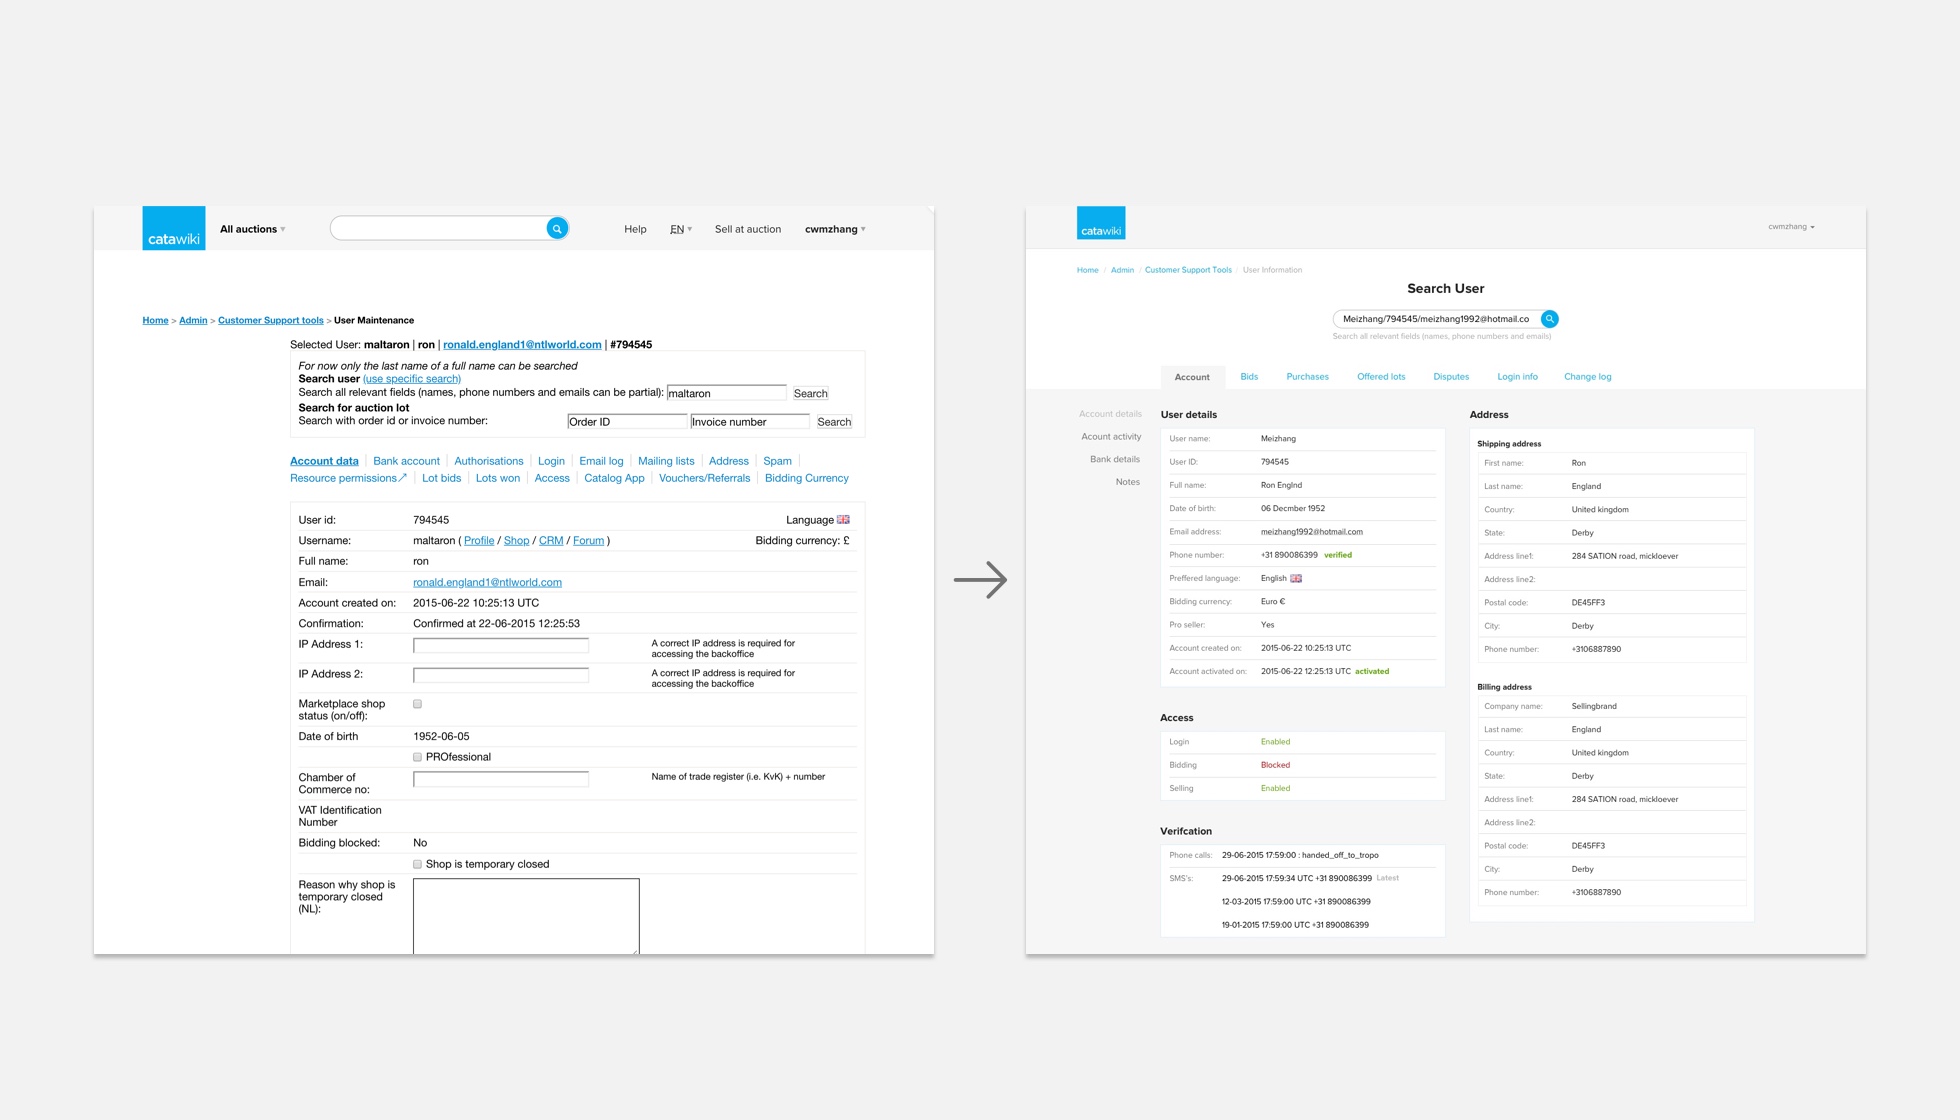 catawiki
All auctions
Help
EN
Sell at auction
cwmzhang
Home > Admin > Customer Support tools > User Maintenance
Selected User: maltaron | ron | ronald.england1@ntlworld.com | #794545
For now only the last name of a full name can be searched
Search user (use specific search)
Search all relevant fields (names, phone numbers and emails can be partial): maltaron Search
Search for auction lot
Search with order id or invoice number: Order ID Invoice number Search
Account data | Bank account | Authorisations | Login | Email log | Mailing lists | Address | Spam |
Resource permissions | Lot bids | Lots won | Access | Catalog App | Vouchers/Referrals | Bidding Currency
User id: 794545 Language
Username: maltaron ( Profile / Shop / CRM / Forum ) Bidding currency: £
Full name: ron
Email: ronald.england1@ntlworld.com
Account created on: 2015-06-22 10:25:13 UTC
Confirmation: Confirmed at 22-06-2015 12:25:53
IP Address 1: A correct IP address is required for
accessing the backoffice
IP Address 2: A correct IP address is required for
accessing the backoffice
Marketplace shop
status (on/off):
Date of birth 1952-06-05
PROfessional
Chamber of
Commerce no: Name of trade register (i.e. KvK) + number
VAT Identification
Number
Bidding blocked: No
Shop is temporary closed
Reason why shop is
temporary closed
(NL):
catawiki
cwmzhang
Home / Admin / Customer Support Tools / User Information
Search User
Meizhang/794545/meizhang1992@hotmail.co
Search all relevant fields (names, phone numbers and emails)
Account Bids Purchases Offered lots Disputes Login info Change log
Account details
Acount activity
Bank details
Notes
User details
User name: Meizhang
User ID: 794545
Full name: Ron Englnd
Date of birth: 06 Decmber 1952
Email address: meizhang1992@hotmail.com
Phone number: +31 890086399 verified
Preffered language: English
Bidding currency: Euro €
Pro seller: Yes
Account created on: 2015-06-22 10:25:13 UTC
Account activated on: 2015-06-22 12:25:13 UTC activated
Access
Login Enabled
Bidding Blocked
Selling Enabled
Verifcation
Phone calls: 29-06-2015 17:59:00 : handed_off_to_tropo
SMS's: 29-06-2015 17:59:34 UTC +31 890086399 Latest
12-03-2015 17:59:00 UTC +31 890086399
19-01-2015 17:59:00 UTC +31 890086399
Address
Shipping address
First name: Ron
Last name: England
Country: United kingdom
State: Derby
Address line1: 284 SATION road, mickloever
Address line2:
Postal code: DE45FF3
City: Derby
Phone number: +3106887890
Billing address
Company name: Sellingbrand
Last name: England
Country: United kingdom
State: Derby
Address line1: 284 SATION road, mickloever
Address line2:
Postal code: DE45FF3
City: Derby
Phone number: +3106887890